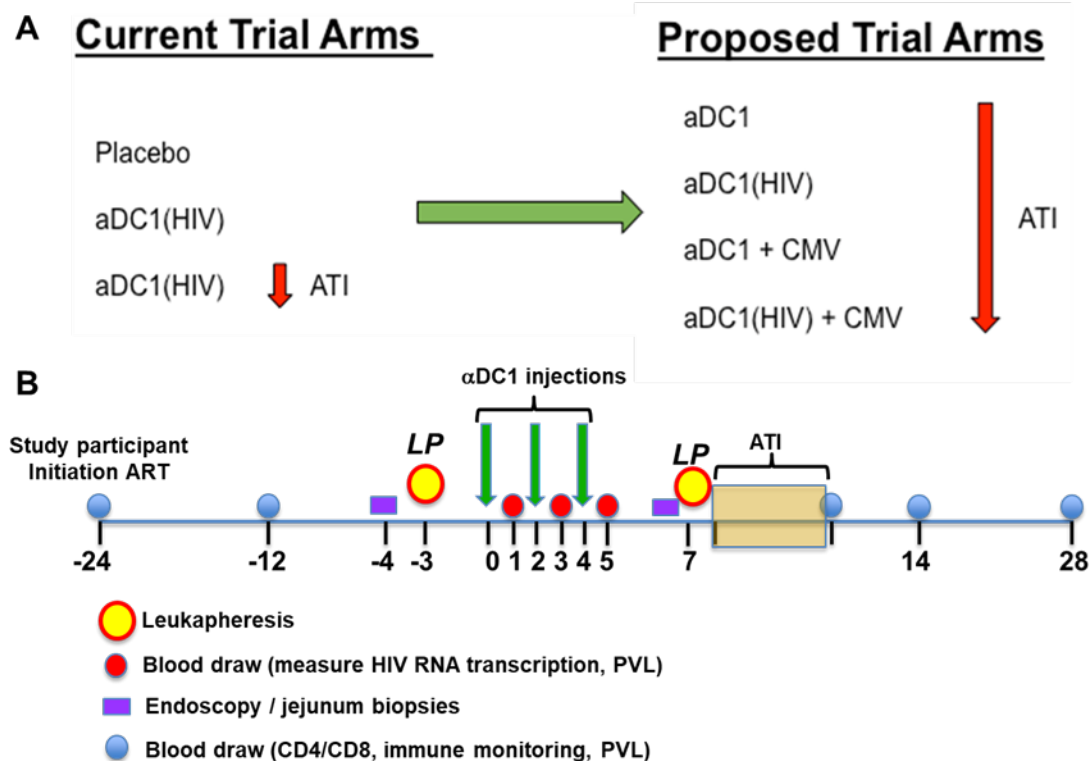 A
Current Trial Arms
Placebo
aDC1(HIV)
aDC1(HIV)
ATI
Proposed Trial Arms
aDC1
aDC1(HIV)
aDC1 + CMV
aDC1(HIV) + CMV
ATI
B
αDC1 injections
Study participant
Initiation ART
LP
LP
ATI
-24 -12 -4 -3 0 1 2 3 4 5 7 14 28
Leukapheresis
Blood draw (measure HIV RNA transcription, PVL)
Endoscopy / jejunum biopsies
Blood draw (CD4/CD8, immune monitoring, PVL)